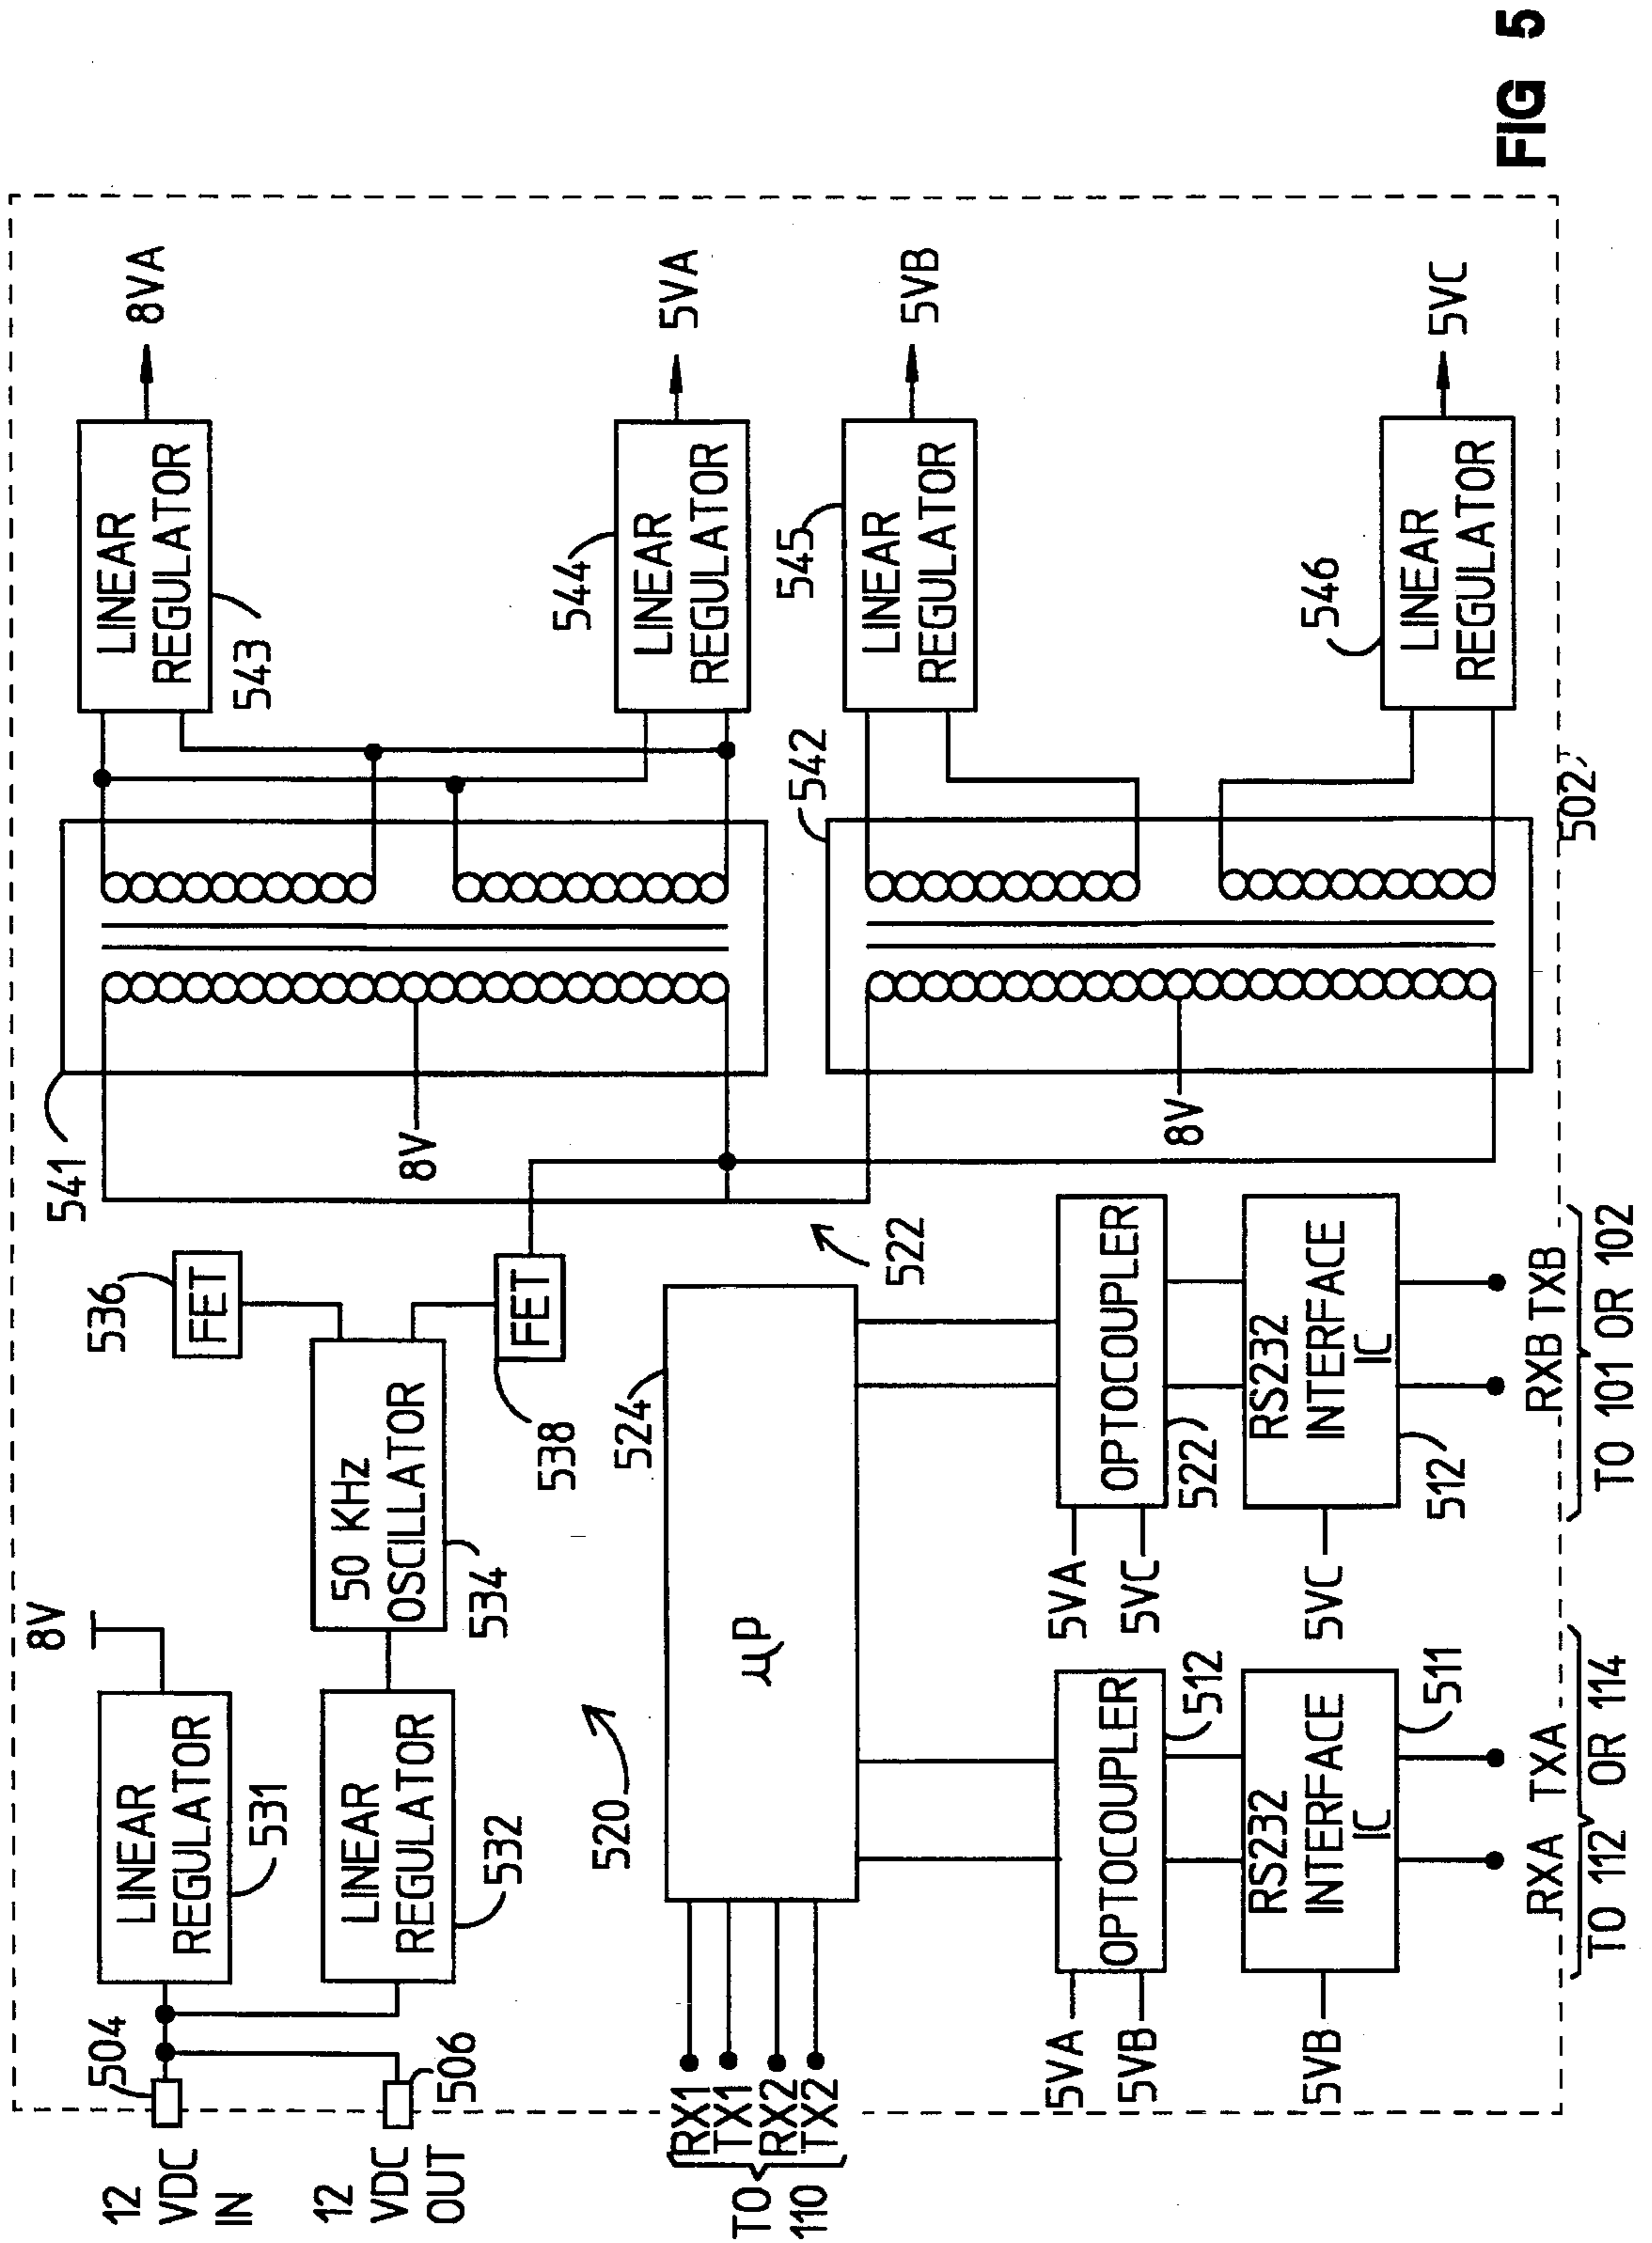 12
VDC
IN
504
12
VDC
OUT
506
LINEAR
REGULATOR
531
8V
LINEAR
REGULATOR
532
50 KHz
OSCILLATOR
534
536
FET
538
FET
541
8V
LINEAR
REGULATOR
543
8VA
544
LINEAR
REGULATOR
5VA
542
8V
545
LINEAR
REGULATOR
5VB
546
LINEAR
REGULATOR
5VC
522
520
524
μP
RX1
TX1
RX2
TX2
TO
110
5VA
5VB
OPTOCOUPLER
512
5VB
RS232
INTERFACE
IC
511
RXA TXA
TO 112 OR 114
5VA
5VC
OPTOCOUPLER
522
5VC
RS232
INTERFACE
IC
512
RXB TXB
TO 101 OR 102
502
FIG 5